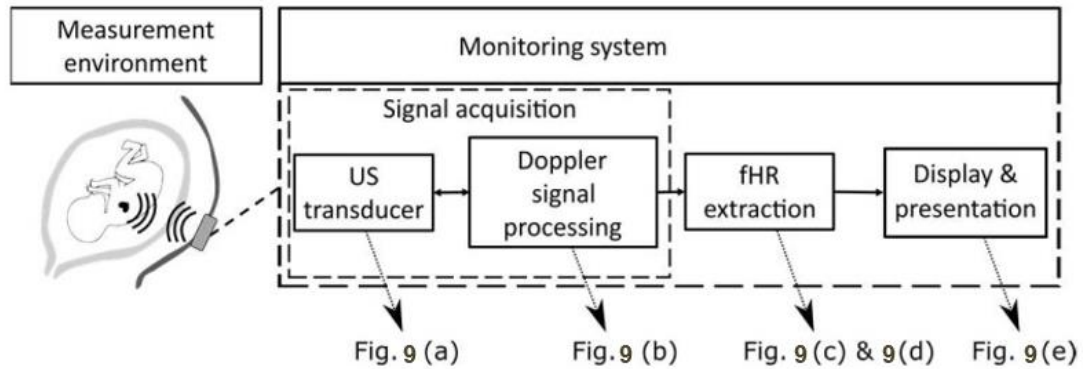 Measurement
environment
Monitoring system
Signal acquisition
US
transducer
Doppler
signal
processing
fHR
extraction
Display &
presentation
Fig. 9 (a)
Fig. 9 (b)
Fig. 9(c) & 9(d)
Fig. 9(e)